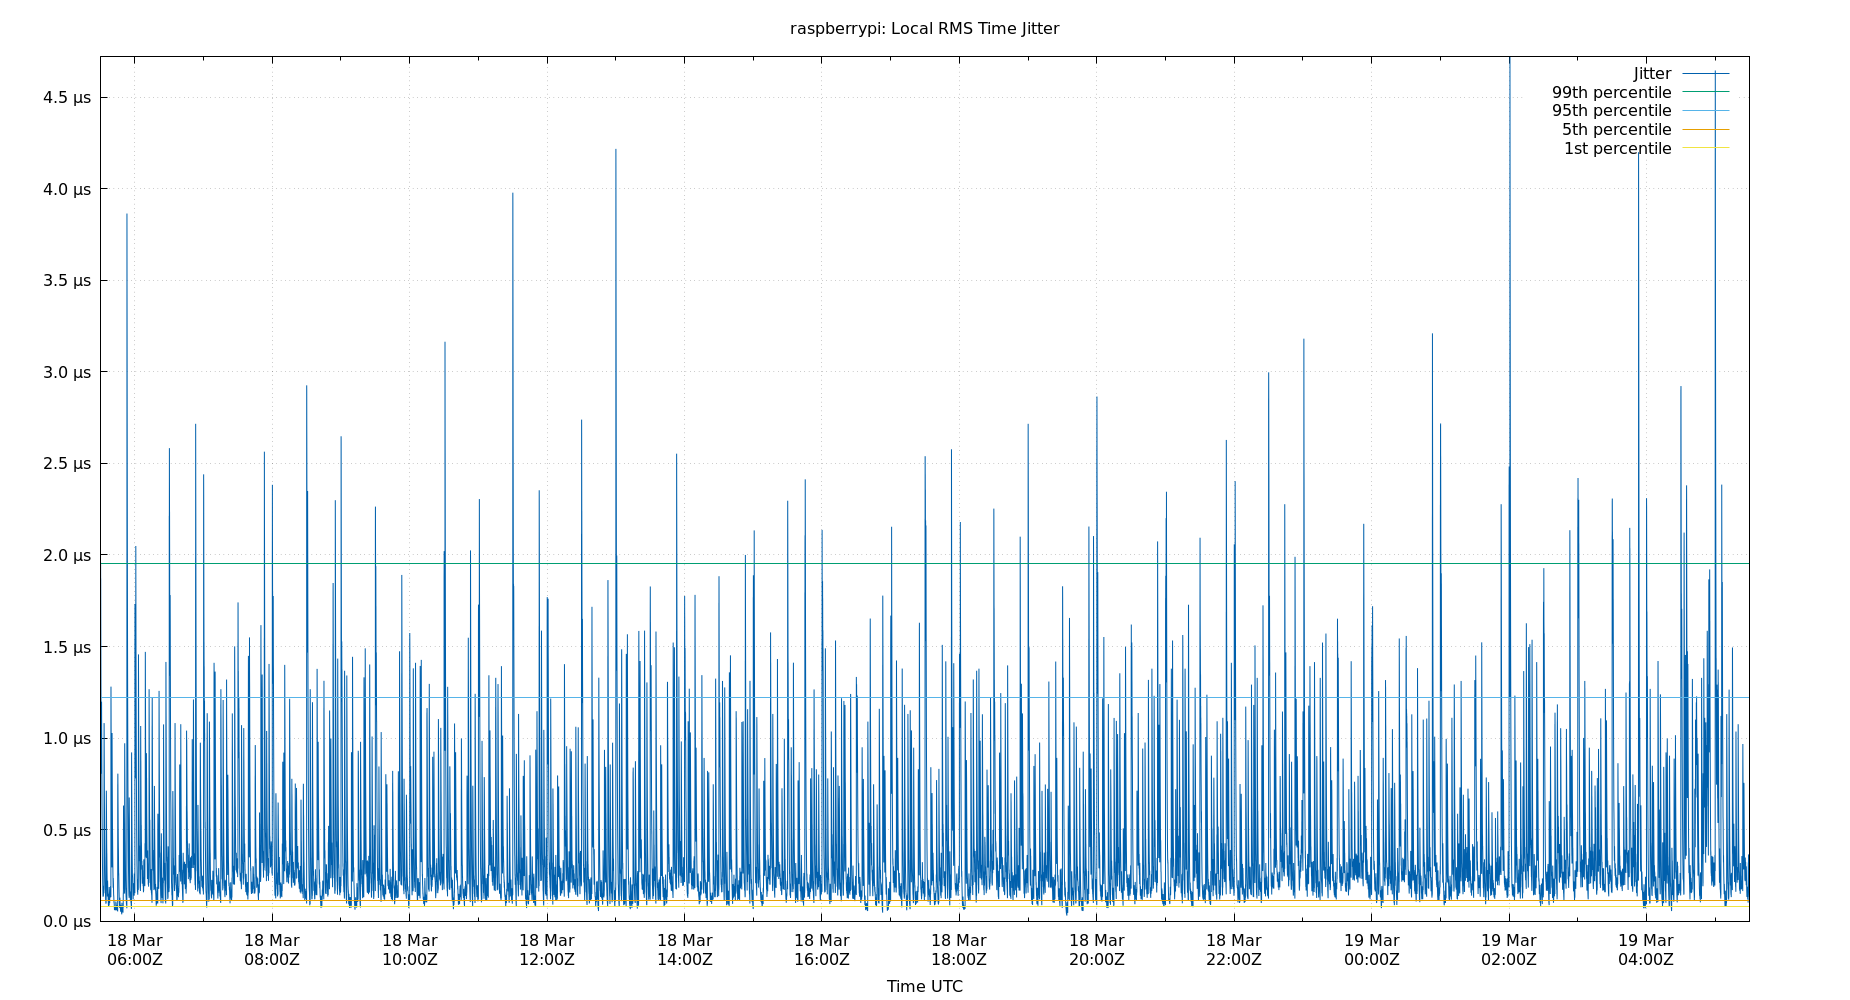 raspberrypi: Local RMS Time Jitter
Jitter
99th percentile
95th percentile
5th percentile
1st percentile
4.5 µs
4.0 µs
3.5 µs
3.0 µs
2.5 µs
2.0 µs
1.5 µs
1.0 µs
0.5 µs
0.0 µs
18 Mar 18 Mar 18 Mar 18 Mar 18 Mar 18 Mar 18 Mar 18 Mar 18 Mar 19 Mar 19 Mar 19 Mar
06:00Z 08:00Z 10:00Z 12:00Z 14:00Z 16:00Z 18:00Z 20:00Z 22:00Z 00:00Z 02:00Z 04:00Z
Time UTC